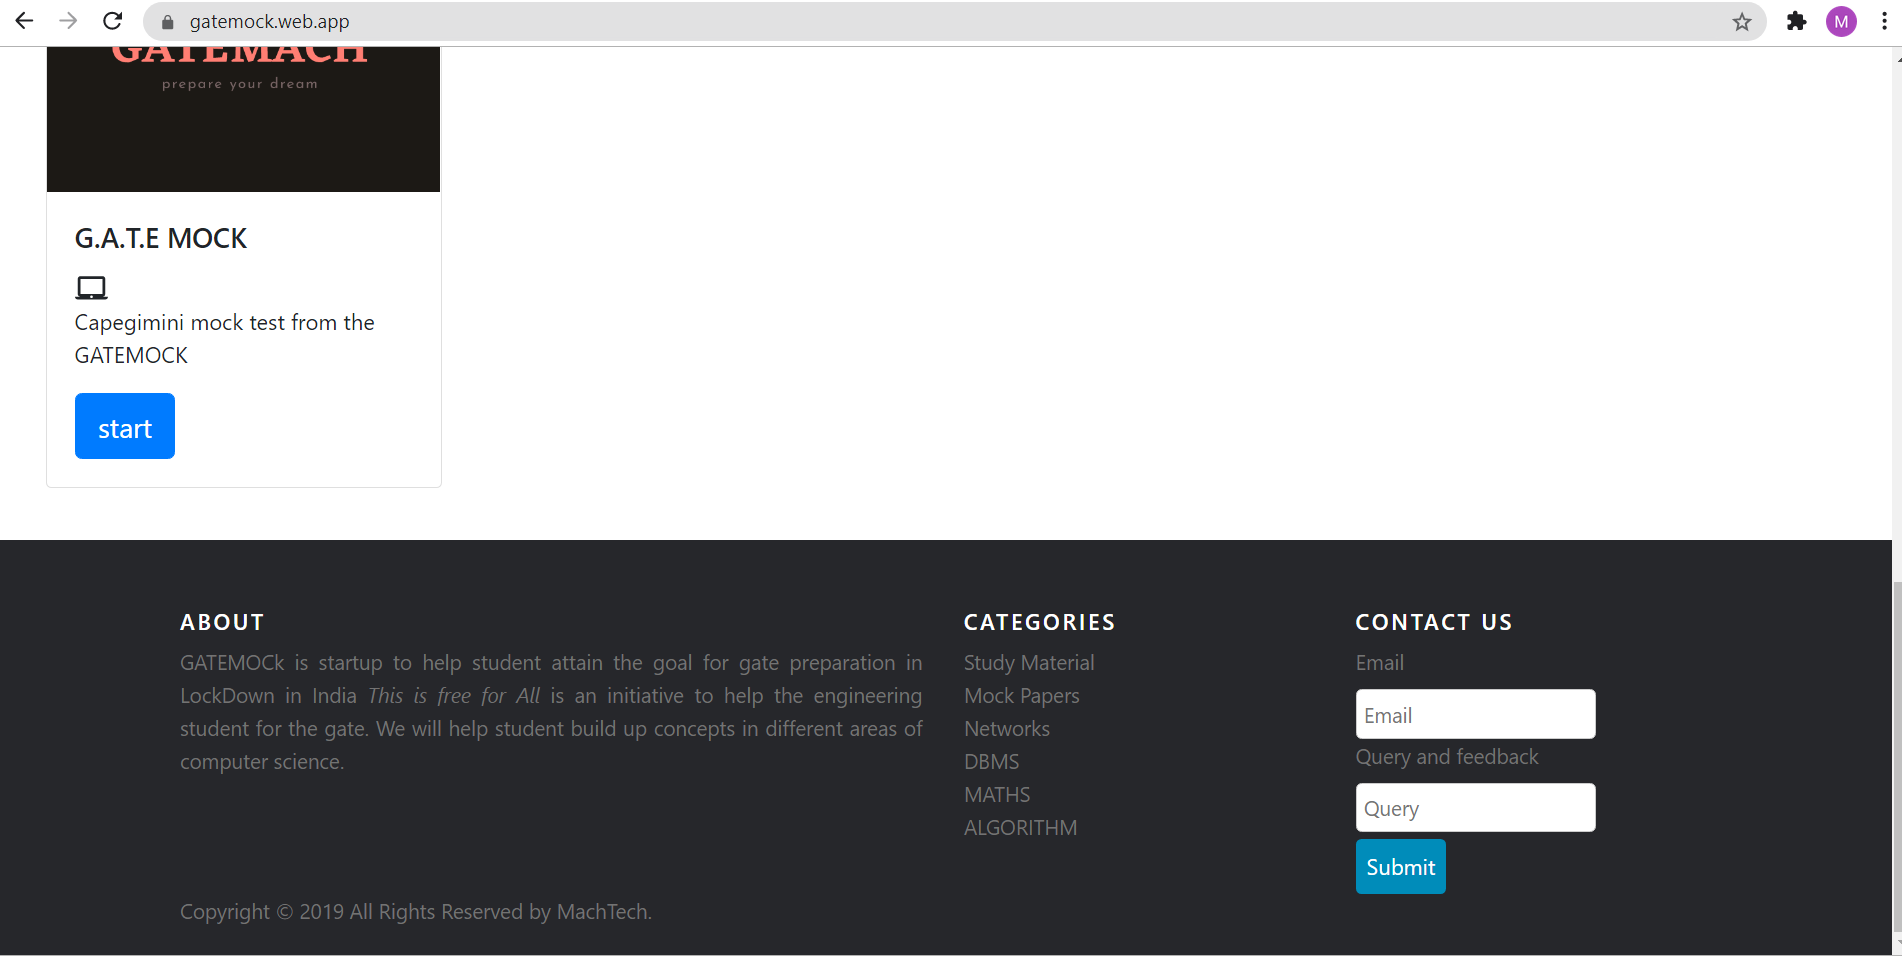 gatemock.web.app
M
GATEMACH
prepare your dream
G.A.T.E MOCK
Capegimini mock test from the
GATEMOCK
start
ABOUT
GATEMOCk is startup to help student attain the goal for gate preparation in
LockDown in India This is free for All is an initiative to help the engineering
student for the gate. We will help student build up concepts in different areas of
computer science.
CATEGORIES
Study Material
Mock Papers
Networks
DBMS
MATHS
ALGORITHM
CONTACT US
Email
Email
Query and feedback
Query
Submit
Copyright © 2019 All Rights Reserved by MachTech.